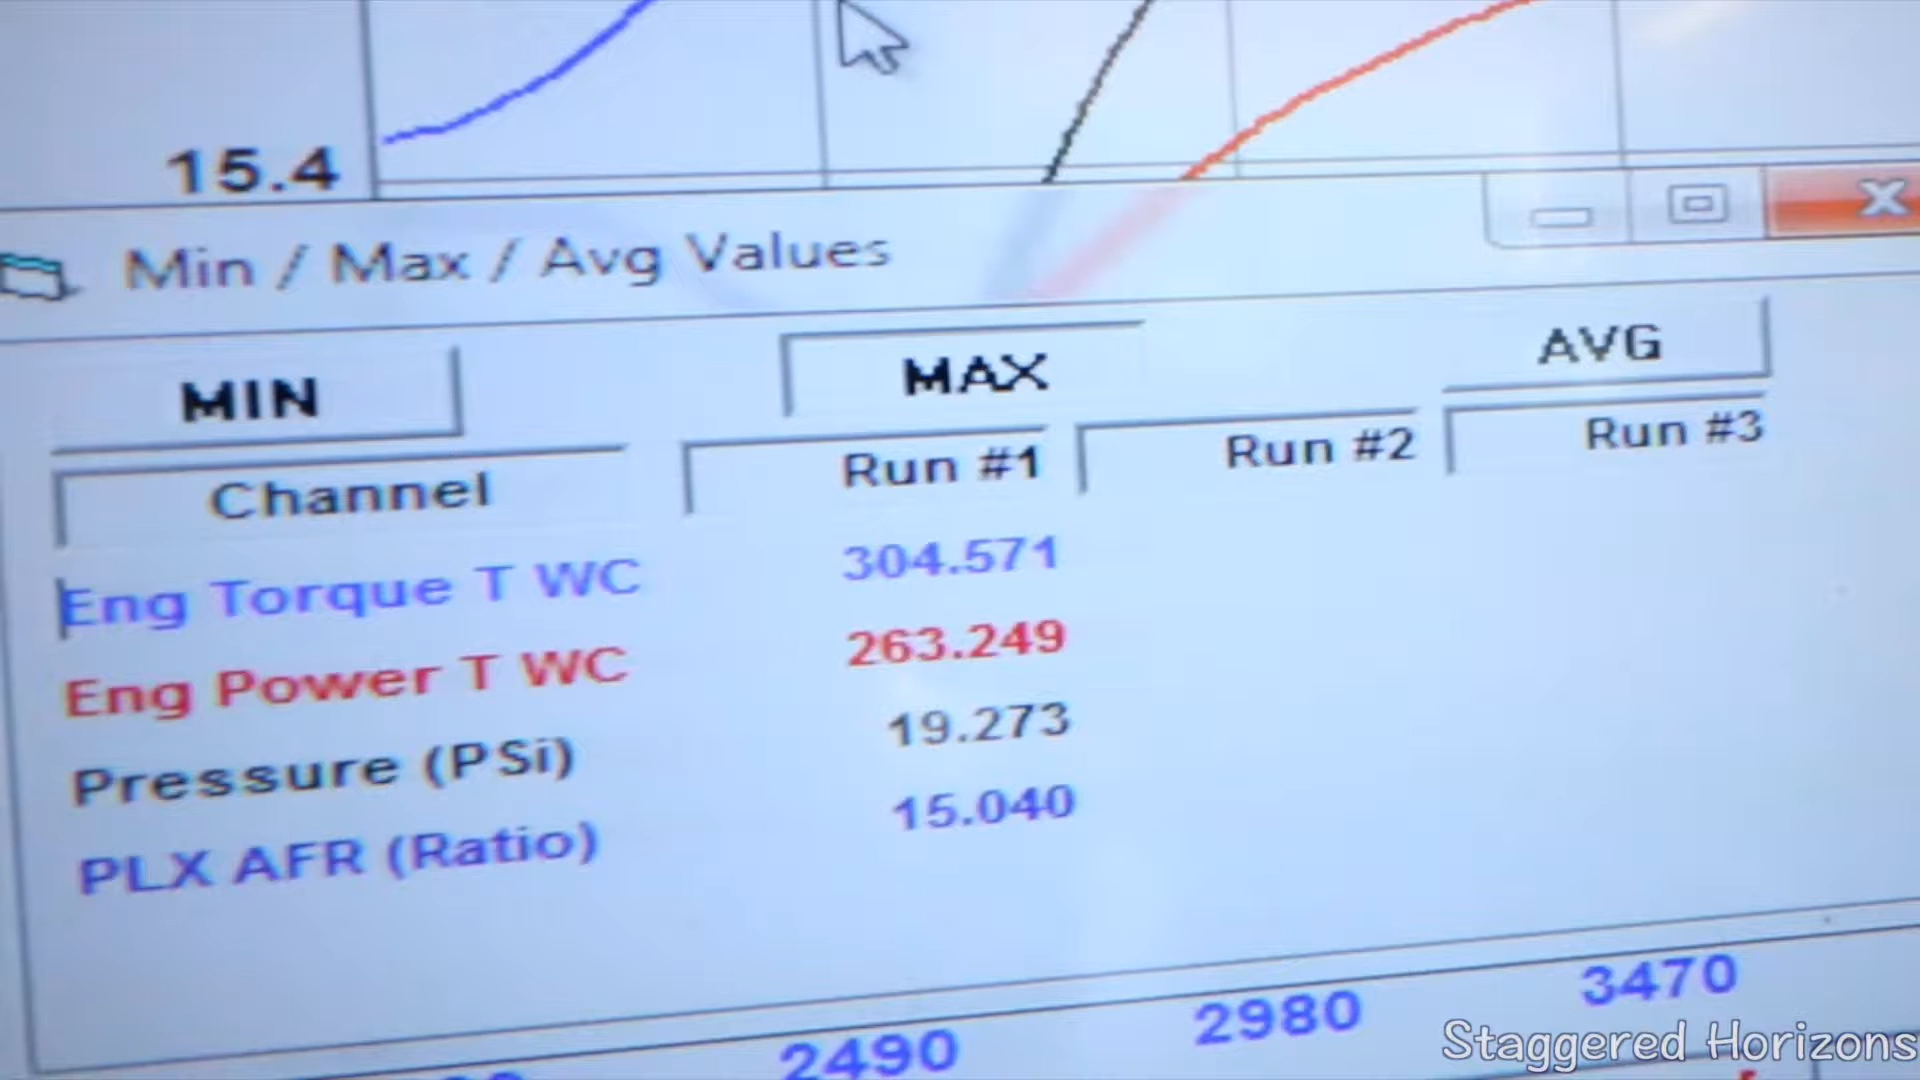 15.4
Min / Max / Avg Values
MIN MAX AVG
Channel Run #1 Run #2 Run #3
Eng Torque T WC 304.571
Eng Power T WC 263.249
Pressure (PSi) 19.273
PLX AFR (Ratio) 15.040
2490 2980 3470
Staggered Horizons